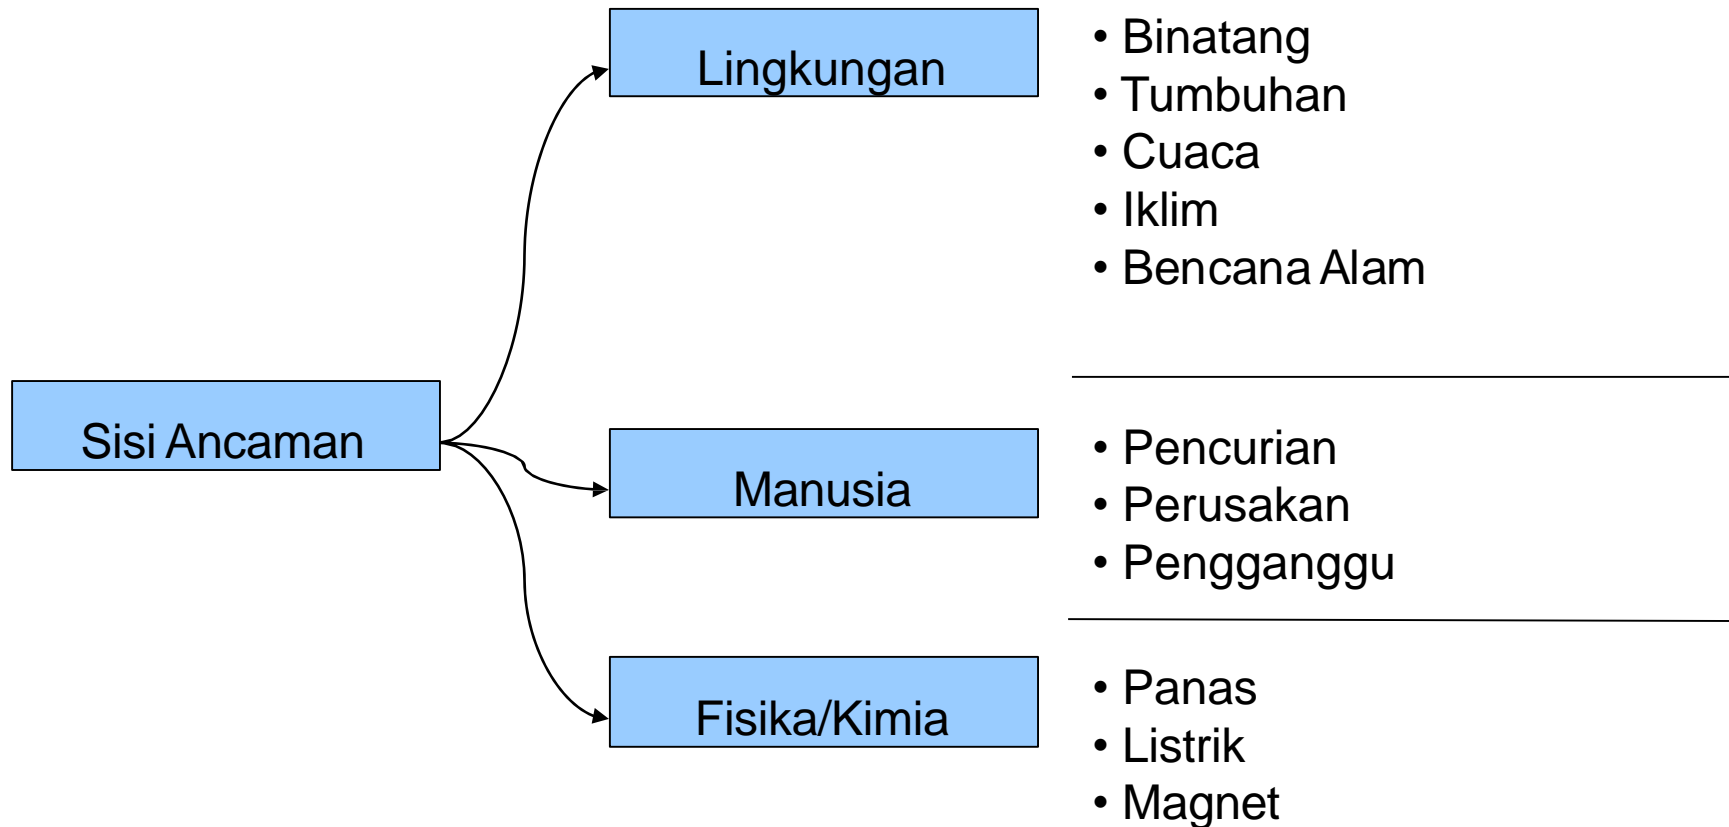 Lingkungan
• Binatang
• Tumbuhan
• Cuaca
• Iklim
• Bencana Alam
Sisi Ancaman
Manusia
• Pencurian
• Perusakan
• Pengganggu
Fisika/Kimia
• Panas
• Listrik
• Magnet